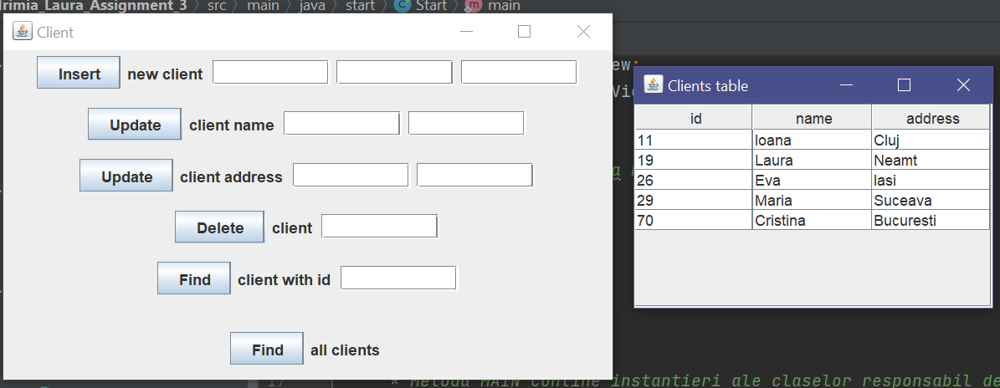 lrimia_Laura_Assignment_3 〉 src 〉 main 〉 java 〉 start 〉 C Start 〉 m main
Client
Insert new client
Update client name
Update client address
Delete client
Find client with id
Find all clients
ew;
Vi
Clients table
id name address
11 Ioana Cluj
19 Laura Neamt
26 Eva Iasi
29 Maria Suceava
70 Cristina Bucuresti
a
17 * Metoda MAIN contine instantieri ale claselor responsabil de